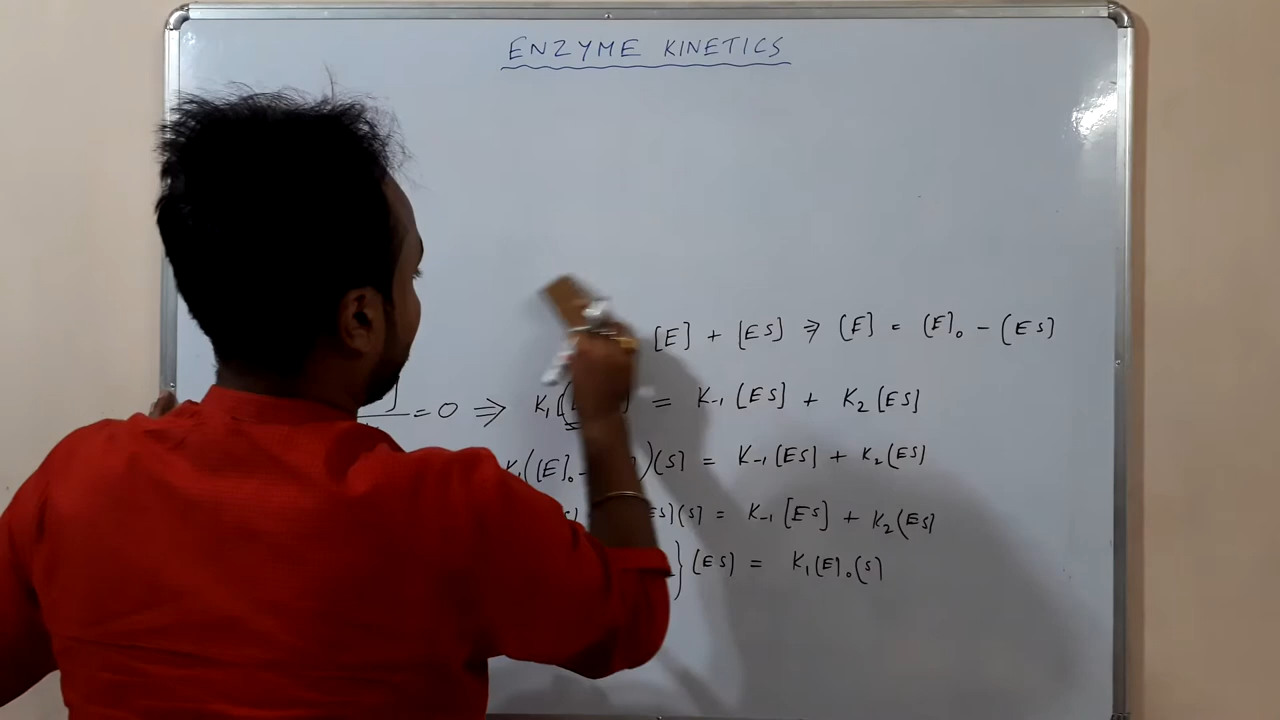 ENZYME KINETICS
[E] + [ES] ⇒ [E] = [E]₀ - [ES]
= 0 ⇒ K₁ = K₋₁ [ES] + K₂ [ES]
K₁([E]₀ - )[S] = K₋₁ [ES] + K₂ [ES]
[S] = K₋₁ [ES] + K₂ [ES]
} [ES] = K₁ [E]₀ [S]